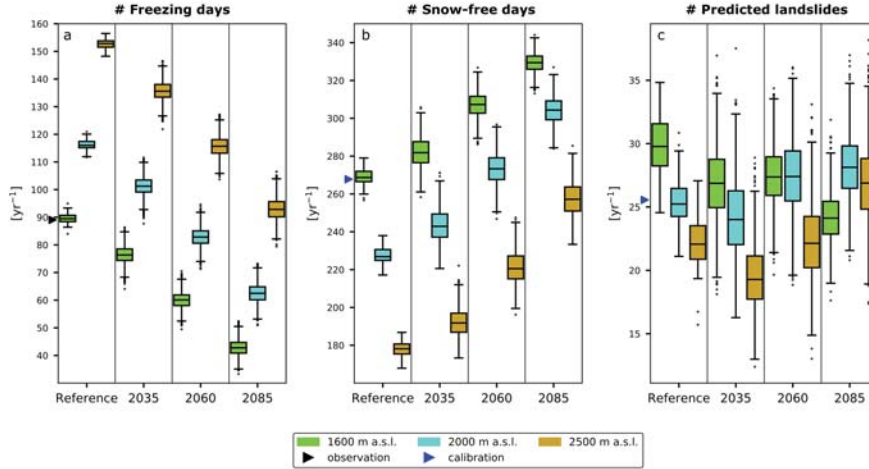 # Freezing days
# Snow-free days
# Predicted landslides
a
b
c
160
150
140
130
120
110
100
90
80
70
60
50
40
[yr⁻¹]
340
320
300
280
260
240
220
200
180
[yr⁻¹]
35
30
25
20
15
[yr⁻¹]
Reference 2035 2060 2085
Reference 2035 2060 2085
Reference 2035 2060 2085
1600 m a.s.l. 2000 m a.s.l. 2500 m a.s.l.
observation calibration